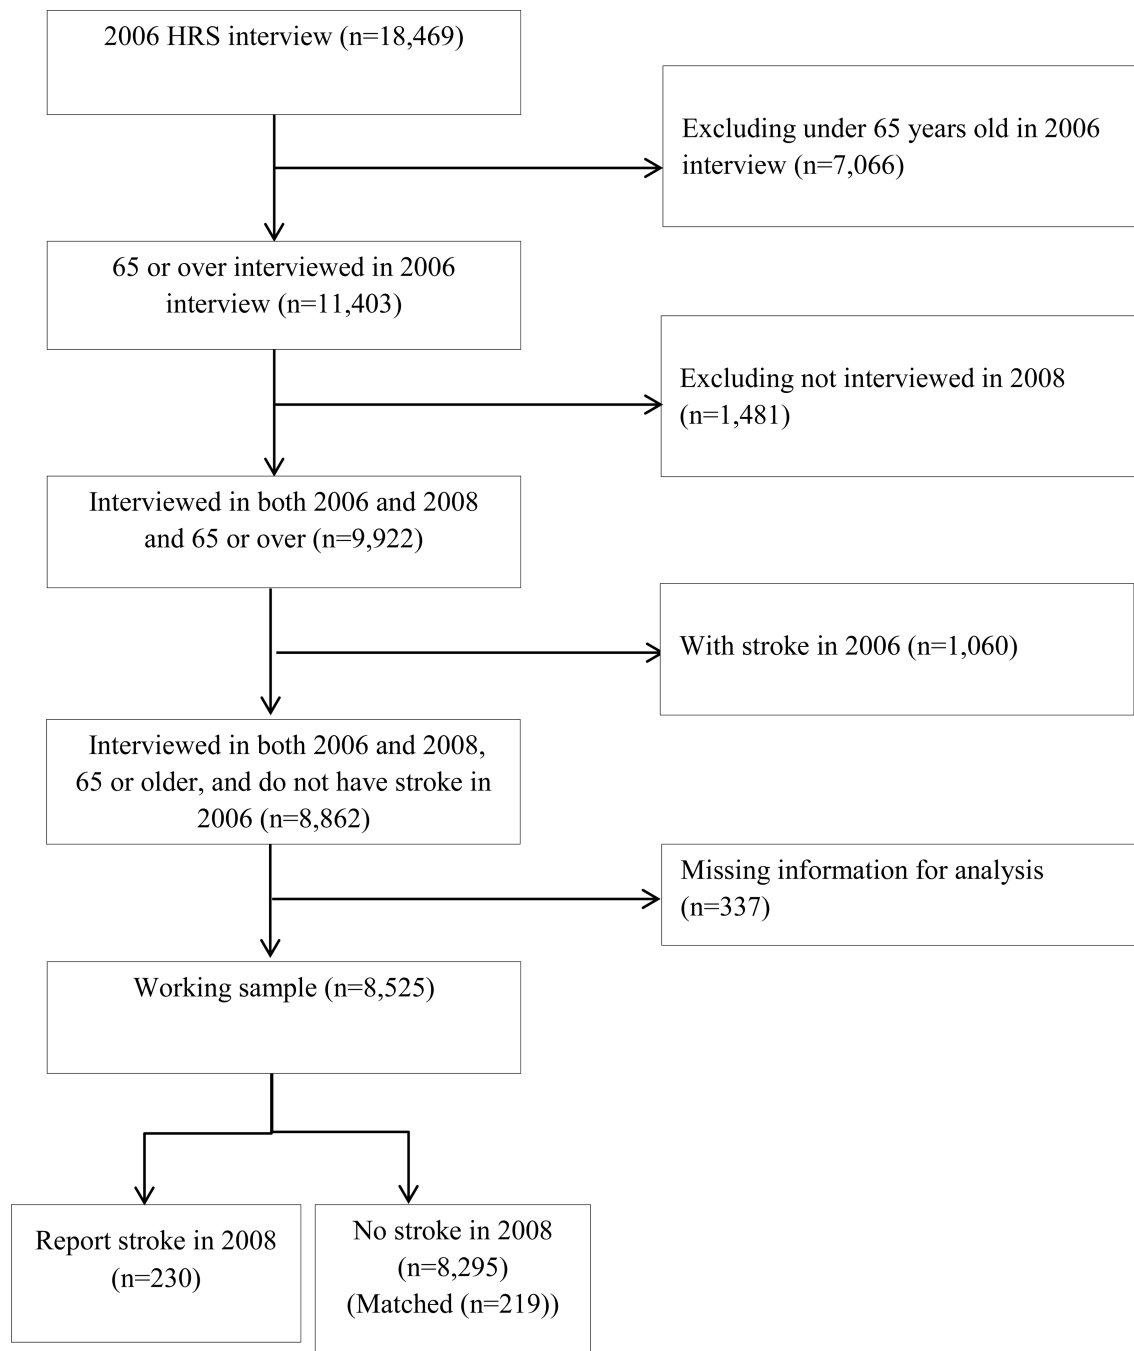 2006 HRS interview (n=18,469)
Excluding under 65 years old in 2006
interview (n=7,066)
65 or over interviewed in 2006
interview (n=11,403)
Excluding not interviewed in 2008
(n=1,481)
Interviewed in both 2006 and 2008
and 65 or over (n=9,922)
With stroke in 2006 (n=1,060)
Interviewed in both 2006 and 2008,
65 or older, and do not have stroke in
2006 (n=8,862)
Missing information for analysis
(n=337)
Working sample (n=8,525)
Report stroke in 2008
(n=230)
No stroke in 2008
(n=8,295)
(Matched (n=219))